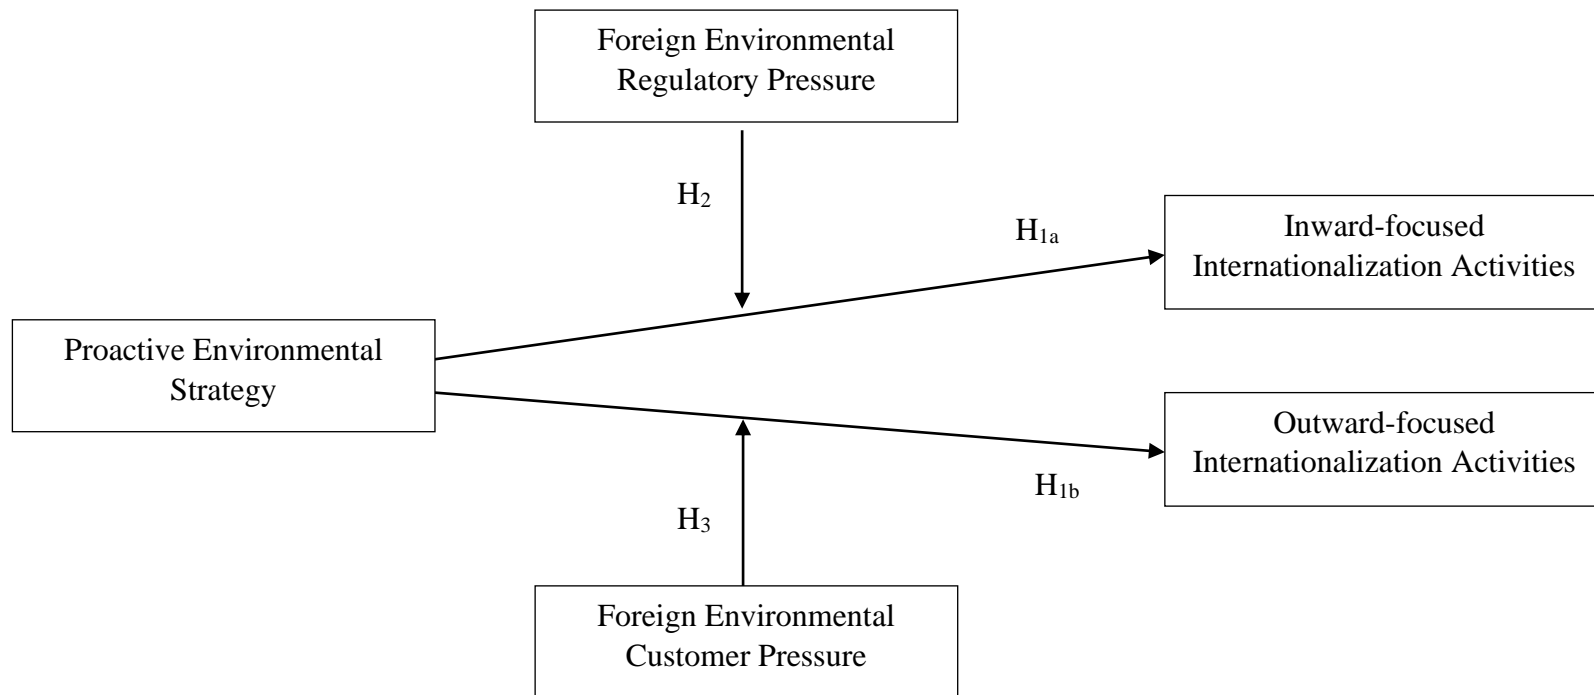 Foreign Environmental
Regulatory Pressure
H2
H1a
Inward-focused
Internationalization Activities
Proactive Environmental
Strategy
Outward-focused
Internationalization Activities
H1b
H3
Foreign Environmental
Customer Pressure